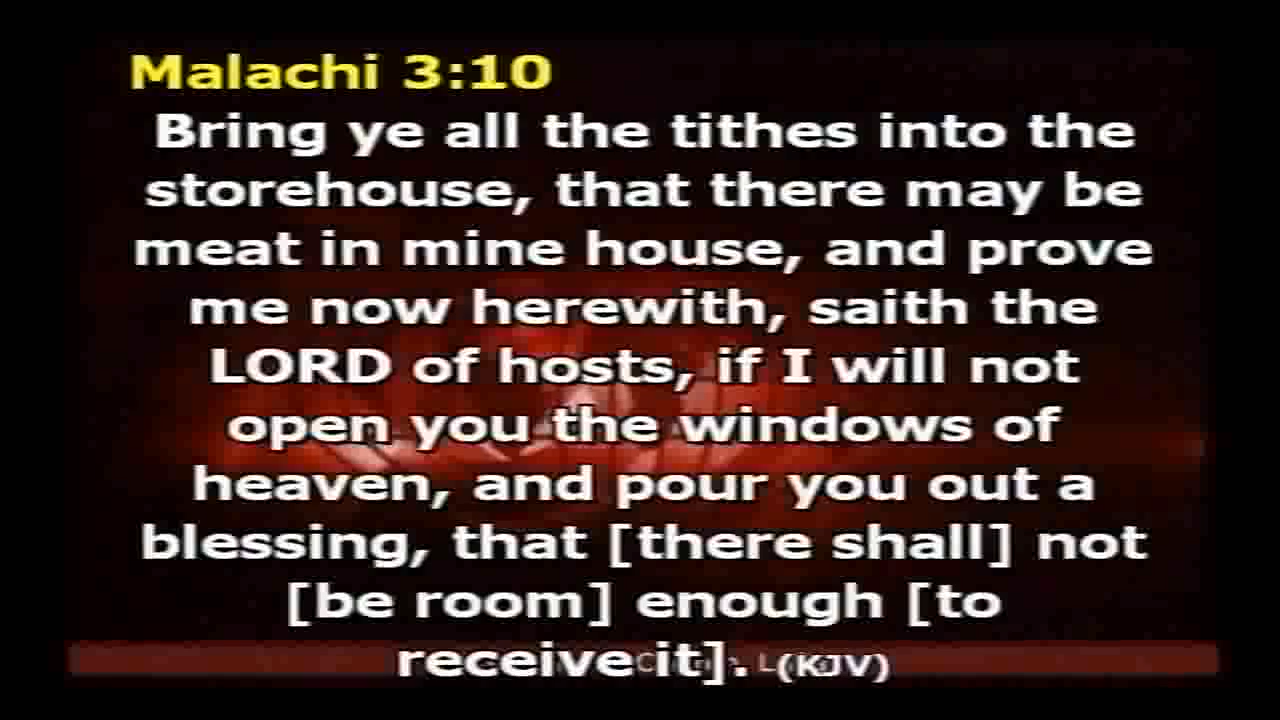 Malachi 3:10
Bring ye all the tithes into the
storehouse, that there may be
meat in mine house, and prove
me now herewith, saith the
LORD of hosts, if I will not
open you the windows of
heaven, and pour you out a
blessing, that [there shall] not
[be room] enough [to
receive it]. (KJV)